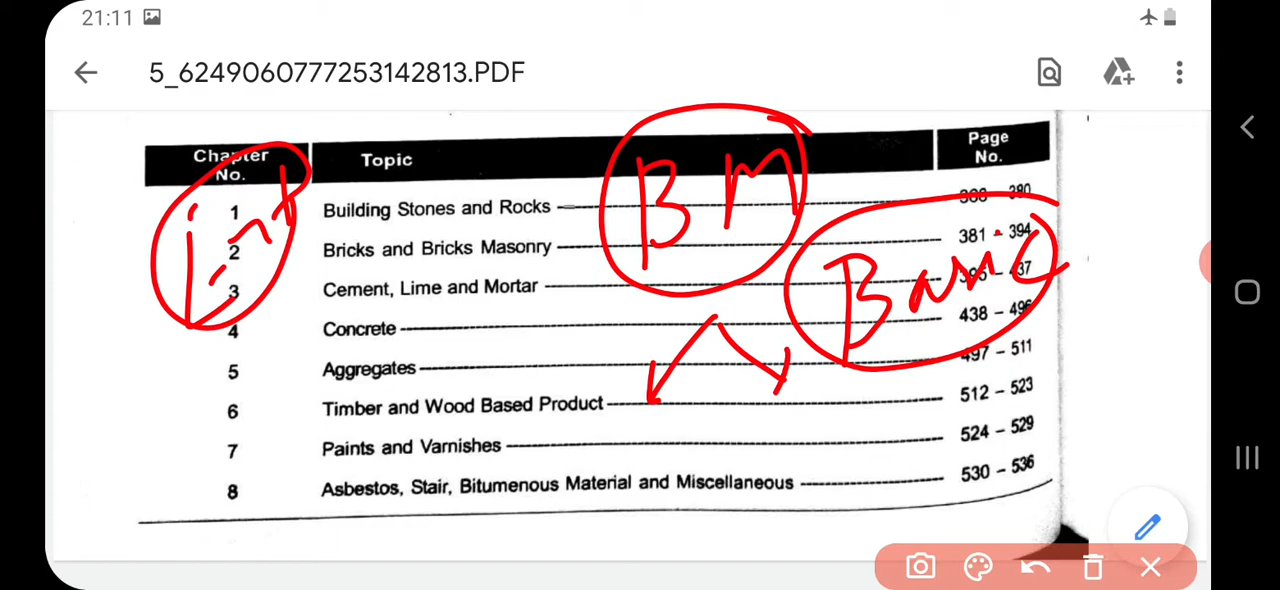 21:11
5_6249060777253142813.PDF
Chapter No. Topic Page No.
1 Building Stones and Rocks 380
2 Bricks and Bricks Masonry 381 - 394
3 Cement, Lime and Mortar
4 Concrete 438 - 496
5 Aggregates 497 - 511
6 Timber and Wood Based Product 512 - 523
7 Paints and Varnishes 524 - 529
8 Asbestos, Stair, Bitumenous Material and Miscellaneous 530 - 536
BM